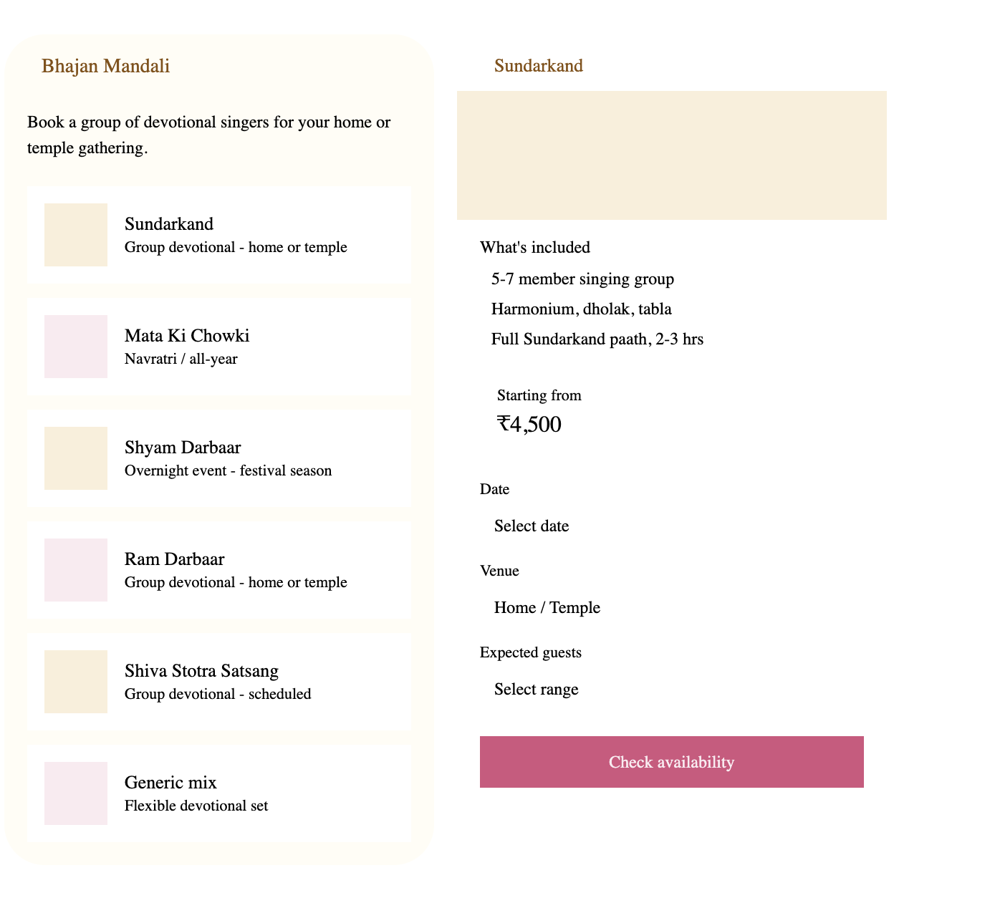 Bhajan Mandali
Book a group of devotional singers for your home or
temple gathering.
Sundarkand
Group devotional - home or temple
Mata Ki Chowki
Navratri / all-year
Shyam Darbaar
Overnight event - festival season
Ram Darbaar
Group devotional - home or temple
Shiva Stotra Satsang
Group devotional - scheduled
Generic mix
Flexible devotional set
Sundarkand
What's included
5-7 member singing group
Harmonium, dholak, tabla
Full Sundarkand paath, 2-3 hrs
Starting from
₹4,500
Date
Select date
Venue
Home / Temple
Expected guests
Select range
Check availability